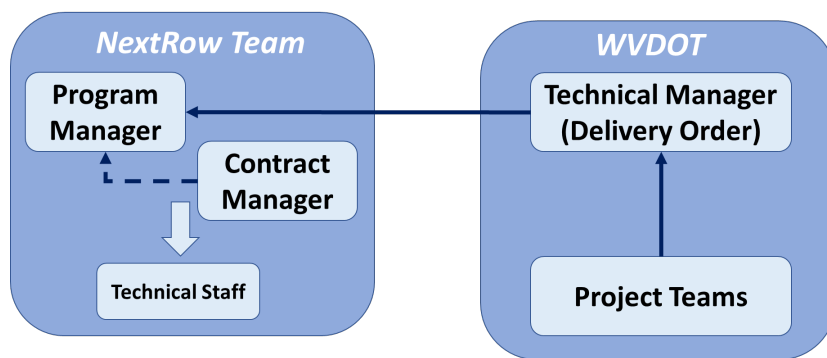 NextRow Team
Program
Manager
Contract
Manager
Technical Staff
WVDOT
Technical Manager
(Delivery Order)
Project Teams